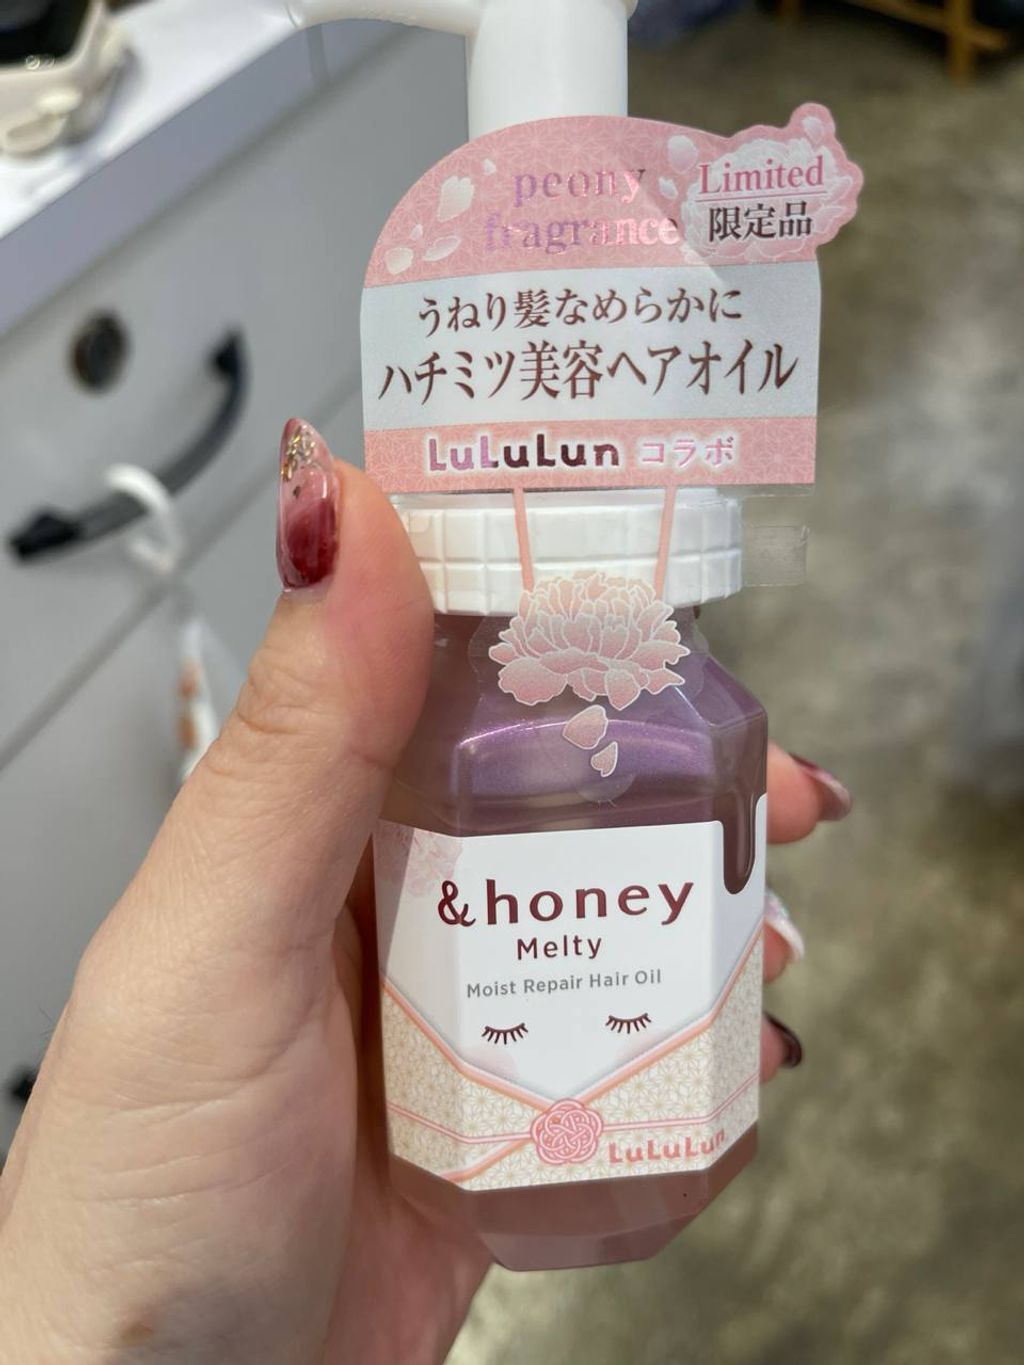 peony
fragrance
Limited
限定品
うねり髪なめらかに
ハチミツ美容ヘアオイル
LuLuLun コラボ
&honey
Melty
Moist Repair Hair Oil
LuLuLun